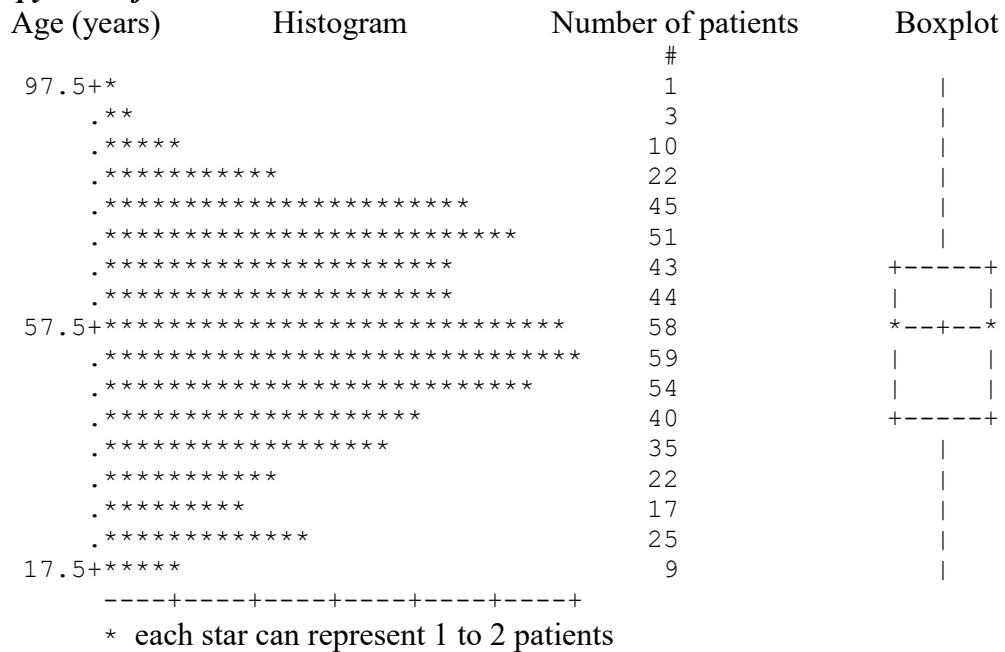 Age (years) Histogram Number of patients Boxplot
#
97.5+* 1 |
.** 3 |
.***** 10 |
.*********** 22 |
.*********************** 45 |
.************************** 51 |
.********************** 43 +-----+
.********************** 44 | |
57.5+***************************** 58 *--+--*
.****************************** 59 | |
.*************************** 54 | |
.******************** 40 +-----+
.****************** 35 |
.*********** 22 |
.********* 17 |
.************* 25 |
17.5+***** 9 |
----+----+----+----+----+----+
* each star can represent 1 to 2 patients